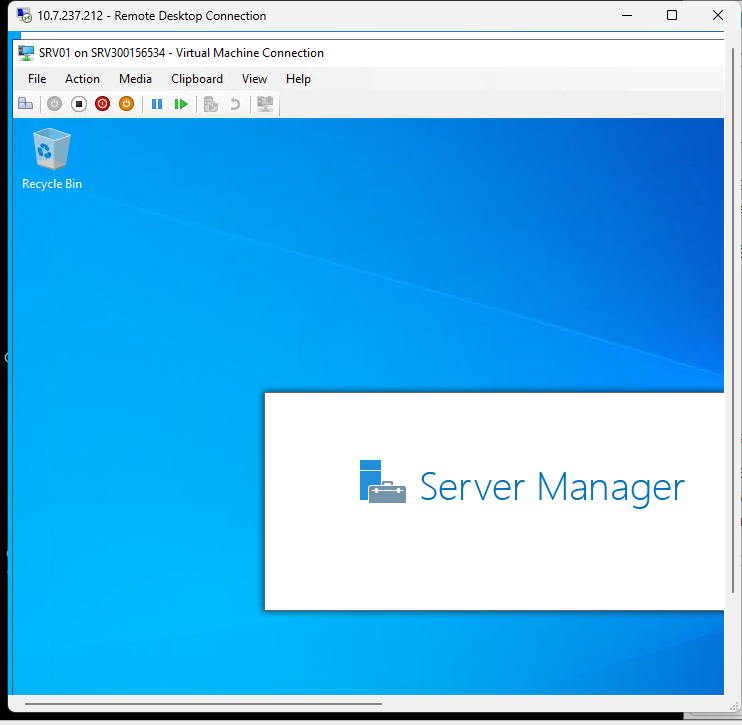 10.7.237.212 - Remote Desktop Connection
SRV01 on SRV300156534 - Virtual Machine Connection
File Action Media Clipboard View Help
Recycle Bin
Server Manager